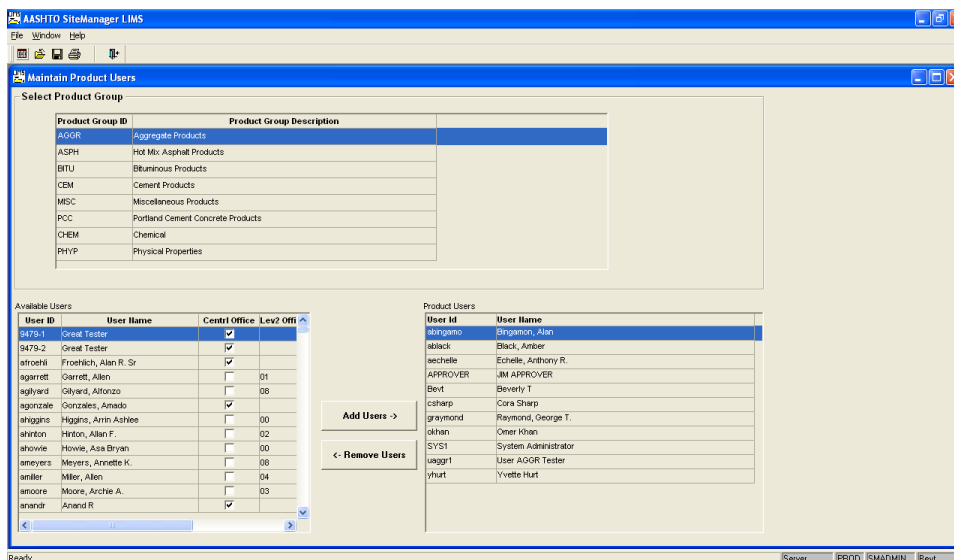 AASHTO SiteManager LIMS
File Window Help
Maintain Product Users
Select Product Group
Product Group ID Product Group Description
AGGR Aggregate Products
ASPH Hot Mix Asphalt Products
BITU Bituminous Products
CEM Cement Products
MISC Miscellaneous Products
PCC Portland Cement Concrete Products
CHEM Chemical
PHYP Physical Properties
Available Users
User ID User Name Centrl Office Lev2 Offi
9479-1 Great Tester
9479-2 Great Tester
afroehli Froehlich, Alan R. Sr
agarrett Garrett, Allen 01
agilyard Gilyard, Alfonzo 08
agonzale Gonzales, Amado
ahiggins Higgins, Arrin Ashlee 00
ahinton Hinton, Allan F. 02
ahowie Howie, Asa Bryan 00
ameyers Meyers, Annette K. 08
amiller Miller, Allen 04
amoore Moore, Archie A. 03
anandr Anand R
Add Users ->
<- Remove Users
Product Users
User Id User Name
abingamo Bingamon, Alan
ablack Black, Amber
aechelle Echelle, Anthony R.
APPROVER JIM APPROVER
Bevt Beverly T
csharp Cora Sharp
graymond Raymond, George T.
okhan Omer Khan
SYS1 System Administrator
uaggr1 User AGGR Tester
yhurt Yvette Hurt
Ready Server PROD SMADMIN Bevt